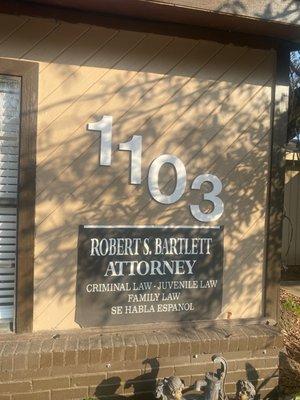 1103
ROBERT S. BARTLETT
ATTORNEY
CRIMINAL LAW - JUVENILE LAW
FAMILY LAW
SE HABLA ESPANOL